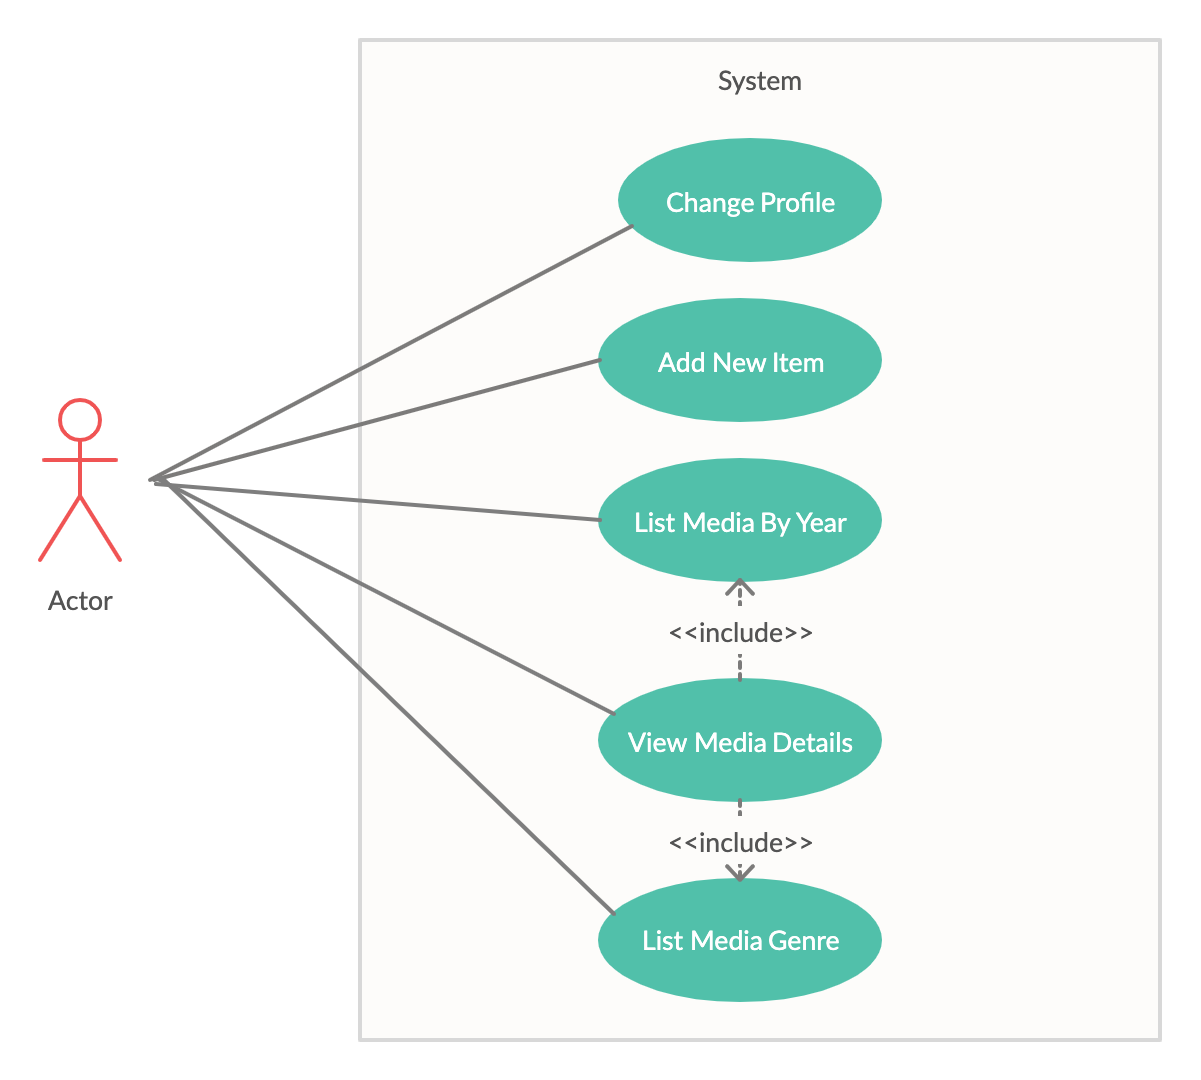 System
Change Profile
Add New Item
List Media By Year
Actor
<<include>>
View Media Details
<<include>>
List Media Genre